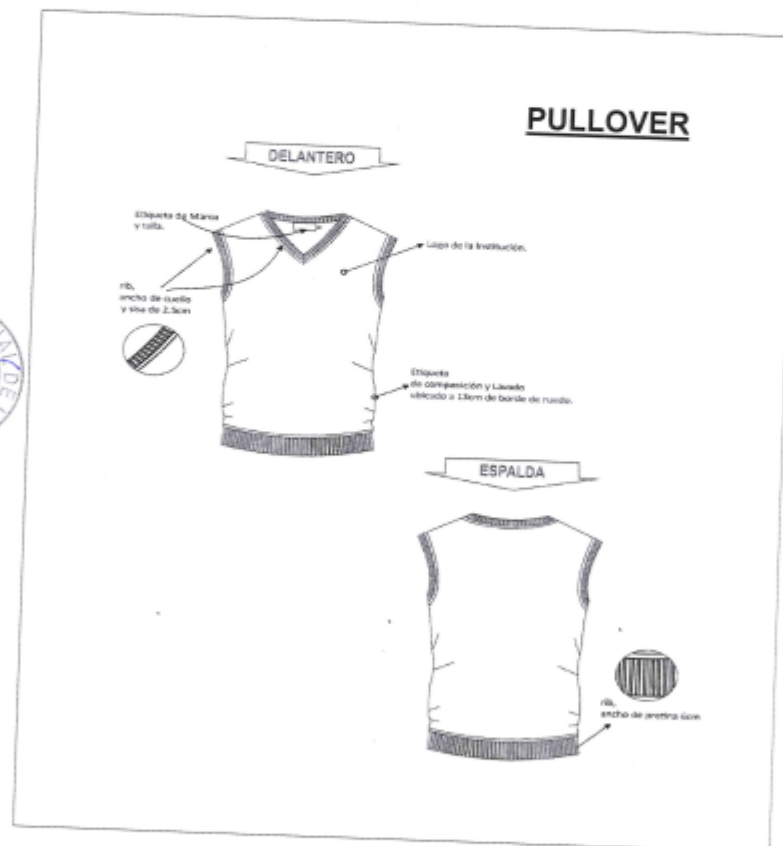 PULLOVER
DELANTERO
Etiqueta de Marca
y talla.
Logo de la Institución.
rib,
ancho de cuello
y sisa de 2.5cm
Etiqueta
de composición y Lavado
ubicado a 13cm de borde de ruedo.
ESPALDA
rib,
ancho de pretina 6cm